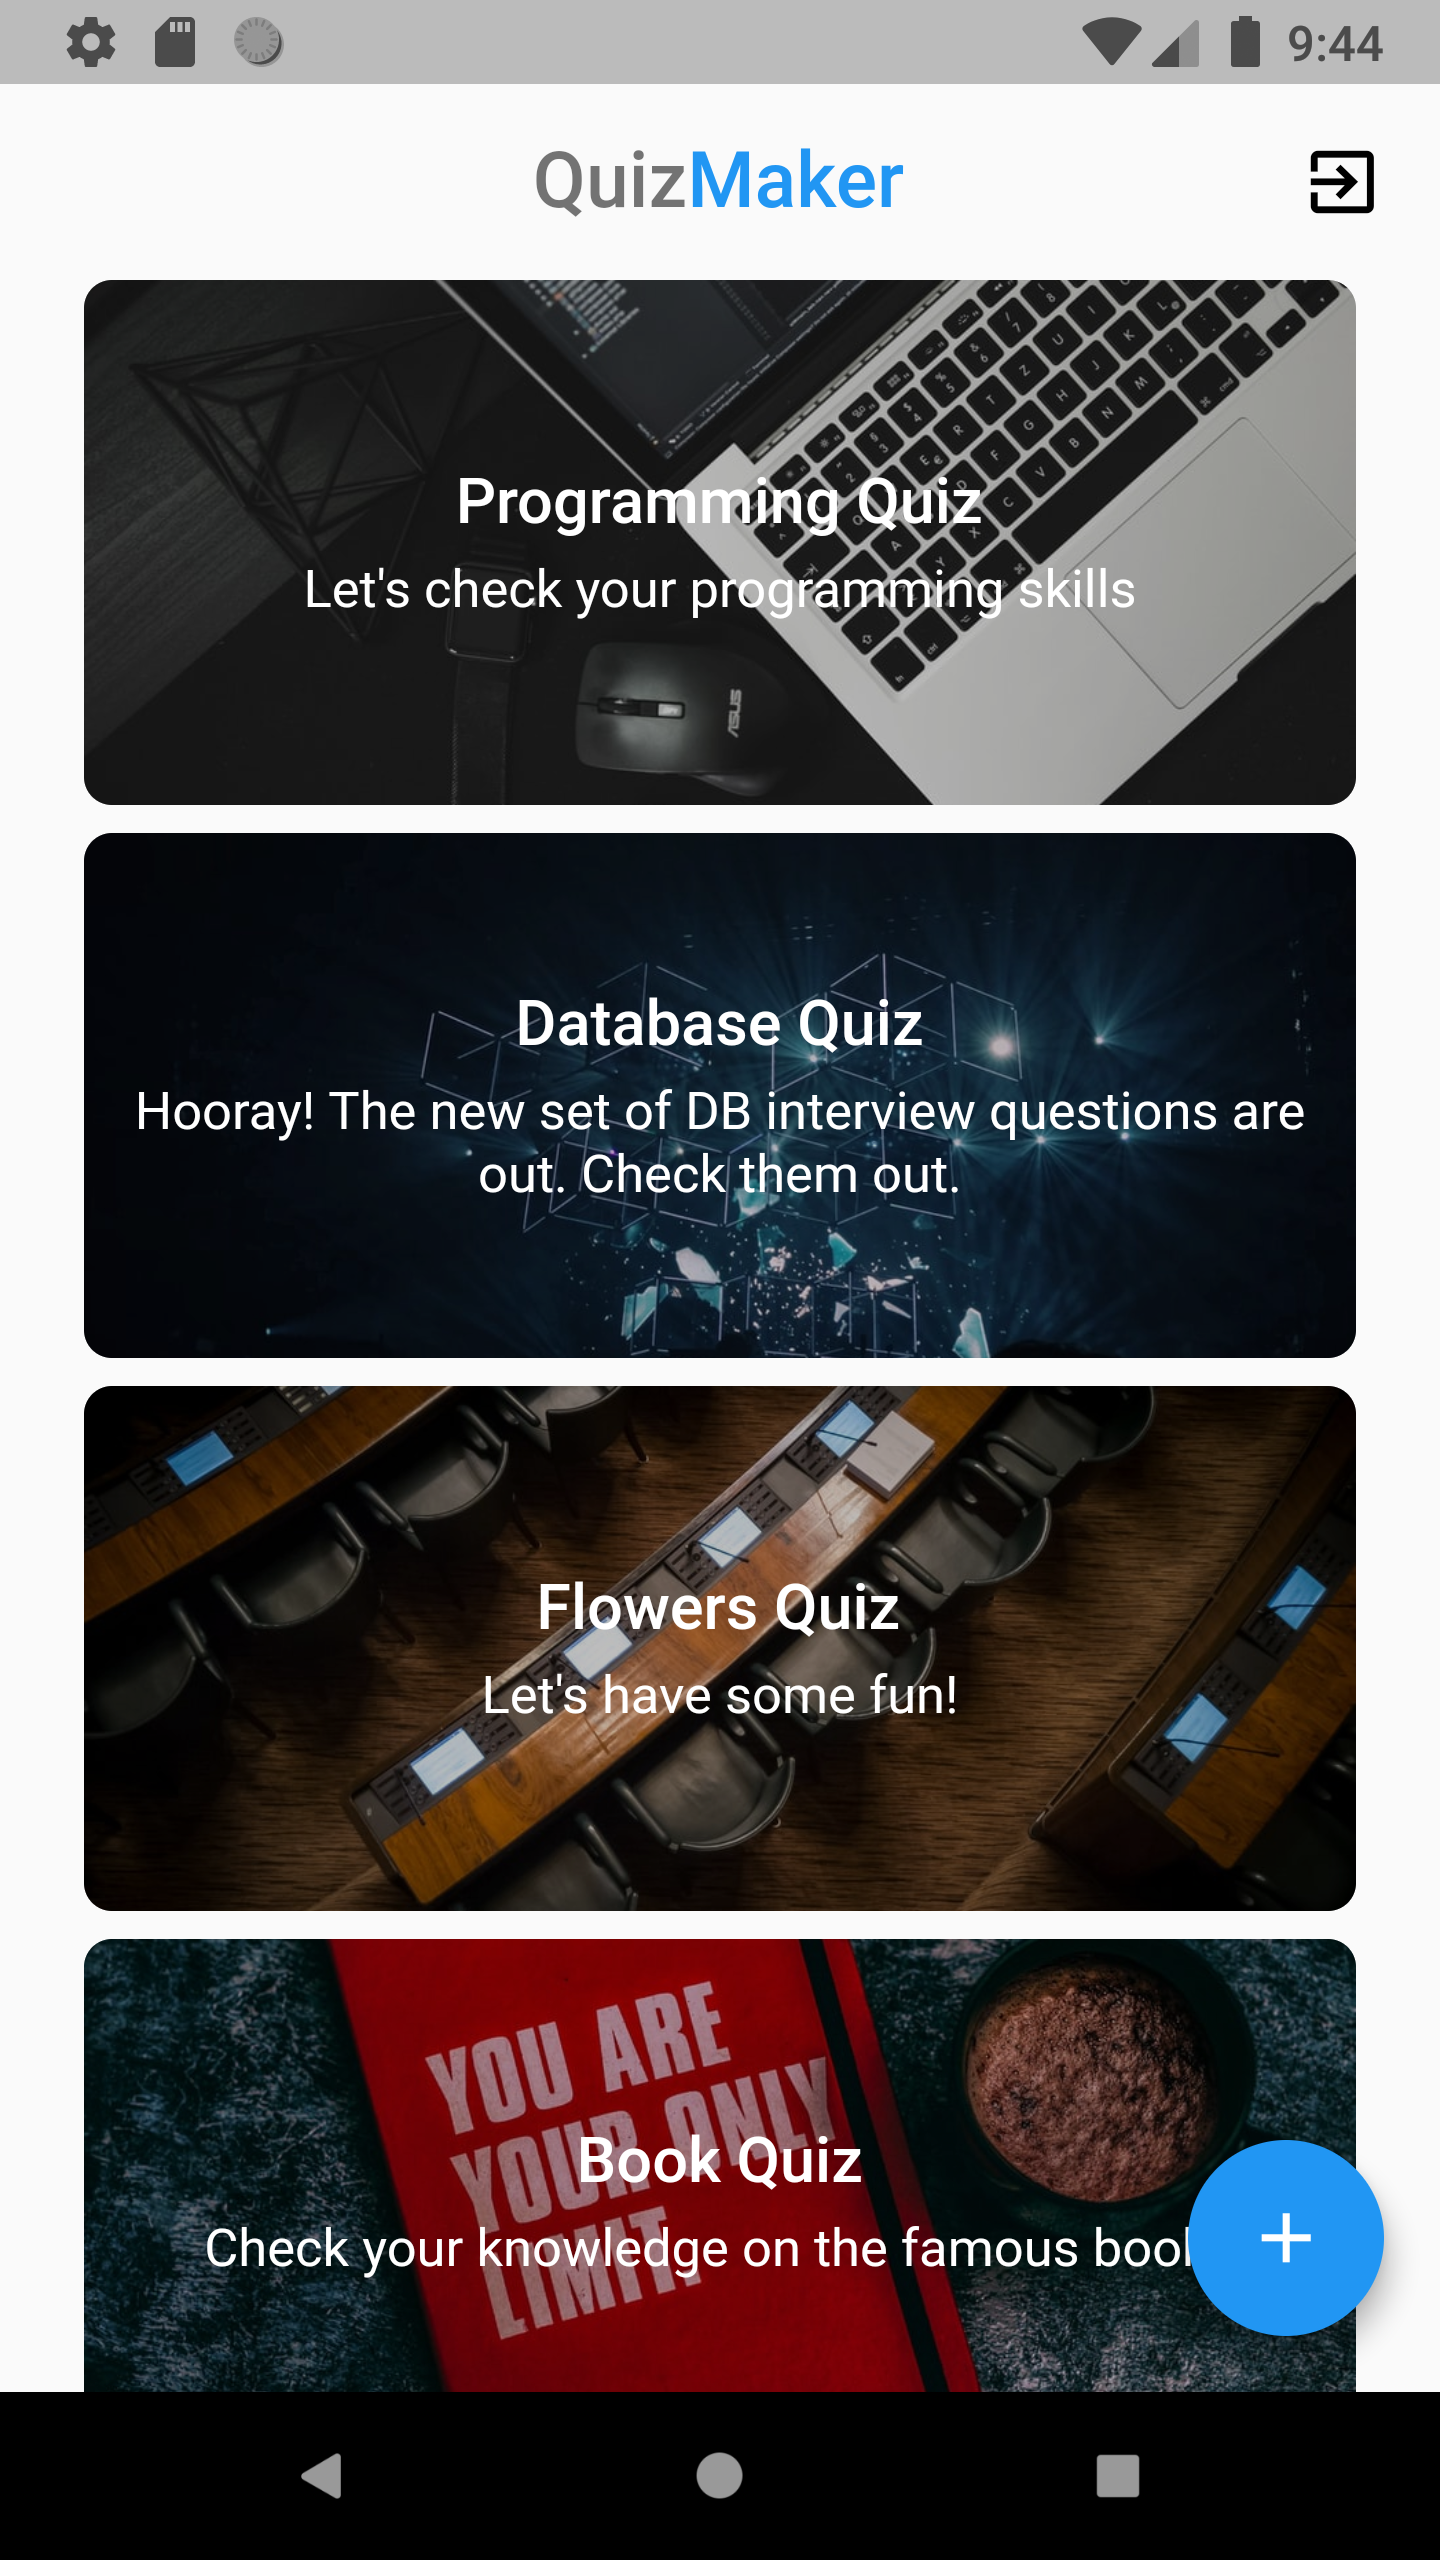 9:44
QuizMaker
Programming Quiz
Let's check your programming skills
ASUS
Database Quiz
Hooray! The new set of DB interview questions are
out. Check them out.
Flowers Quiz
Let's have some fun!
YOU ARE
YOUR ONLY
LIMIT.
Book Quiz
Check your knowledge on the famous